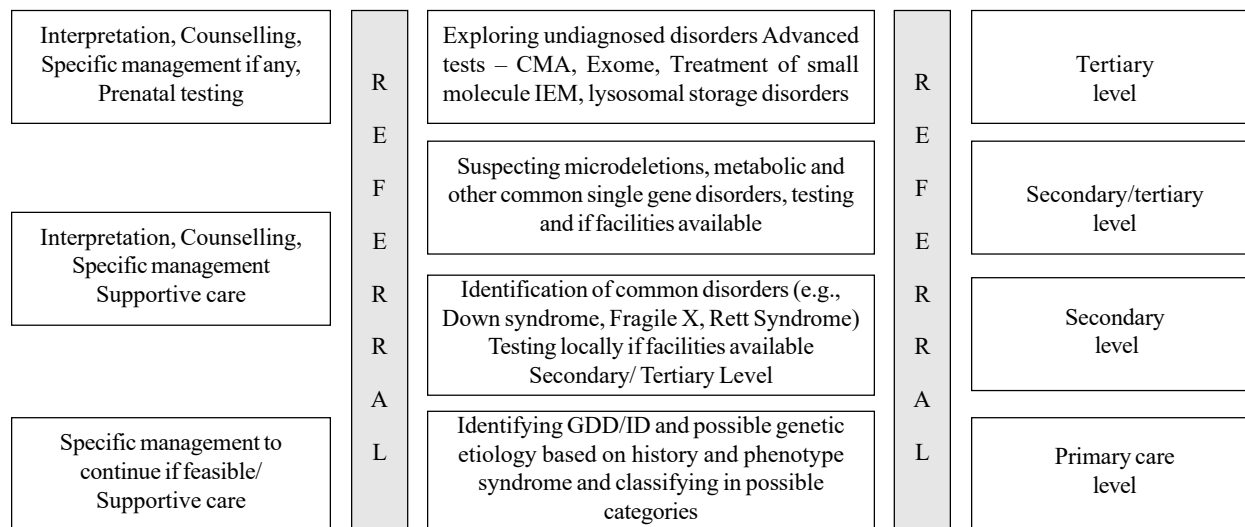 Interpretation, Counselling,
Specific management if any,
Prenatal testing
Interpretation, Counselling,
Specific management
Supportive care
Specific management to
continue if feasible/
Supportive care
R
E
F
E
R
R
A
L
Exploring undiagnosed disorders Advanced
tests – CMA, Exome, Treatment of small
molecule IEM, lysosomal storage disorders
Suspecting microdeletions, metabolic and
other common single gene disorders, testing
and if facilities available
Identification of common disorders (e.g.,
Down syndrome, Fragile X, Rett Syndrome)
Testing locally if facilities available
Secondary/ Tertiary Level
Identifying GDD/ID and possible genetic
etiology based on history and phenotype
syndrome and classifying in possible
categories
R
E
F
E
R
R
A
L
Tertiary
level
Secondary/tertiary
level
Secondary
level
Primary care
level